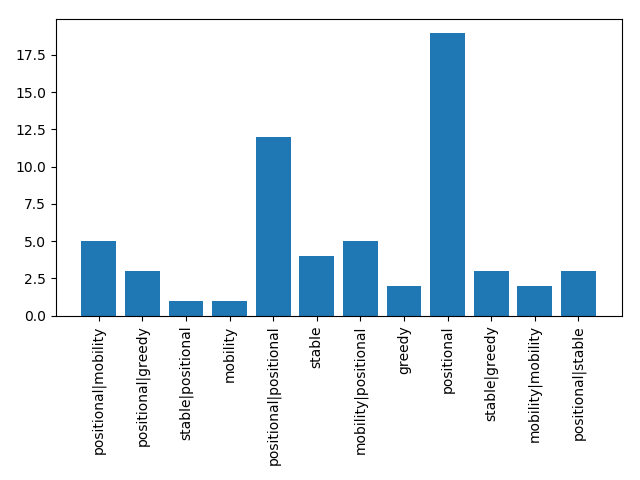 17.5
15.0
12.5
10.0
7.5
5.0
2.5
0.0
positional|mobility
positional|greedy
stable|positional
mobility
positional|positional
stable
mobility|positional
greedy
positional
stable|greedy
mobility|mobility
positional|stable